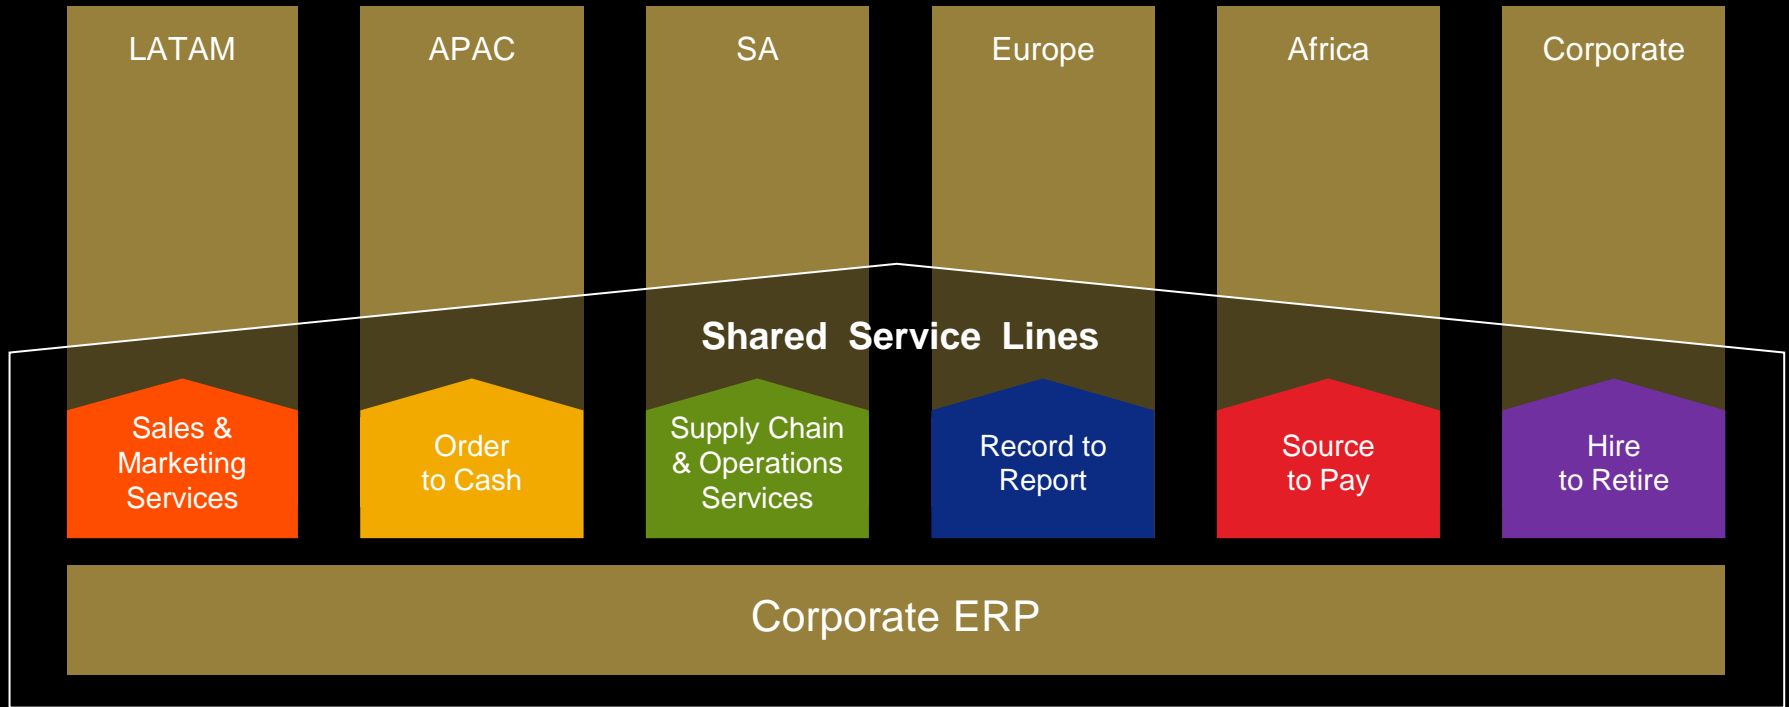 LATAM
APAC
SA
Europe
Africa
Corporate
Shared Service Lines
Sales &
Marketing
Services
Order
to Cash
Supply Chain
& Operations
Services
Record to
Report
Source
to Pay
Hire
to Retire
Corporate ERP